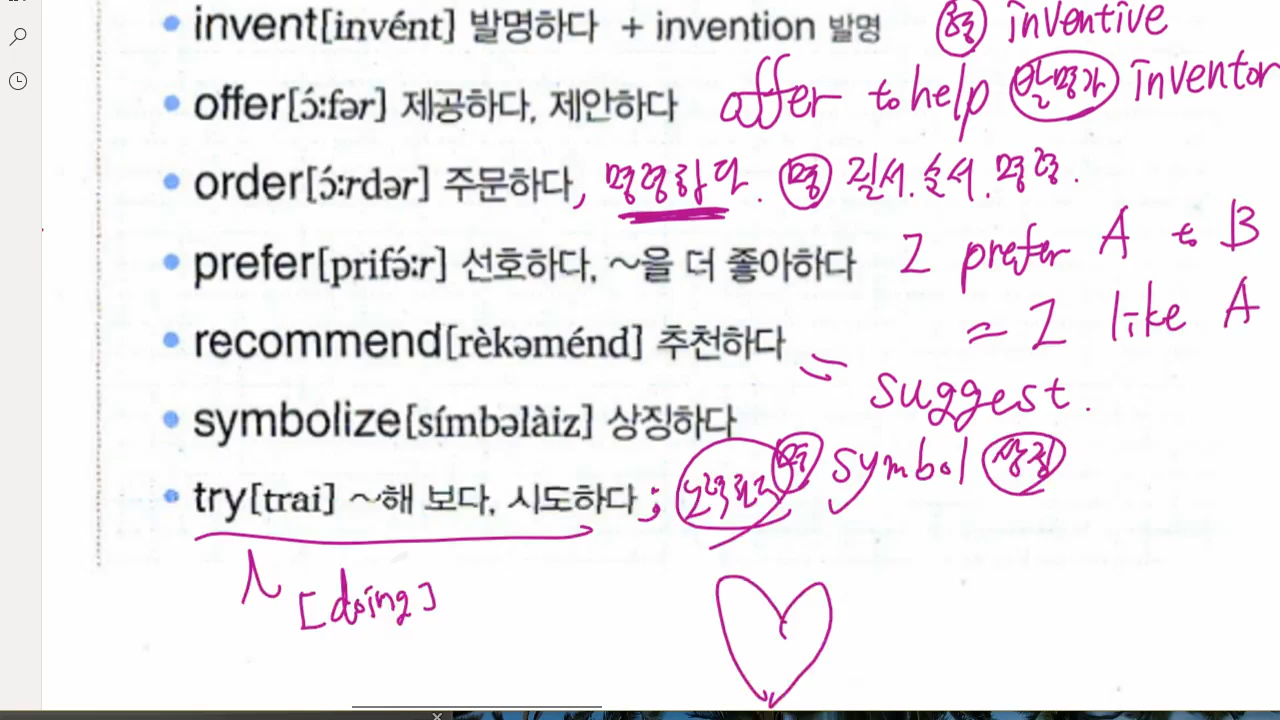 invent[invént] 발명하다 + invention 발명 형 inventive
offer[ɔ́:fər] 제공하다, 제안하다 offer to help 발명가 inventor
order[ɔ́:rdər] 주문하다, 명령하다. 명 질서. 순서. 명령.
prefer[prifə́:r] 선호하다, ~을 더 좋아하다 I prefer A to B
= I like A
recommend[rèkəménd] 추천하다 = suggest.
symbolize[símbəlàiz] 상징하다 명 symbol 상징
try[trai] ~해 보다, 시도하다 ; 노력하다
[doing]